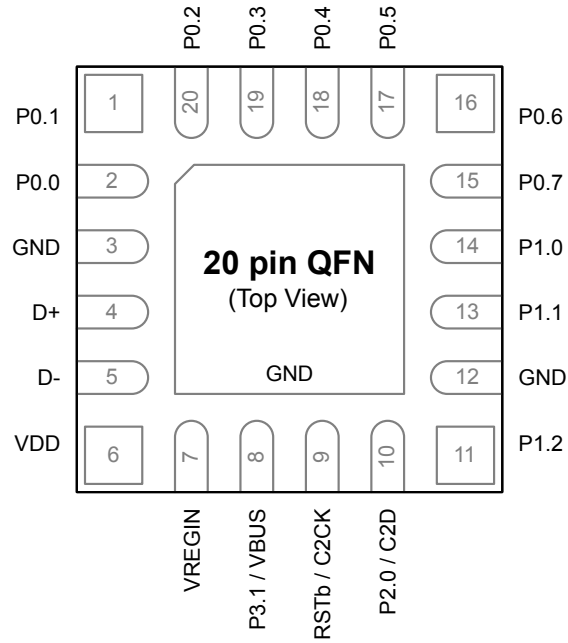 P0.2
P0.3
P0.4
P0.5
1
20
19
18
17
16
P0.1
P0.6
P0.0
2
15
P0.7
GND
3
14
P1.0
20 pin QFN
(Top View)
D+
4
13
P1.1
D-
5
GND
12
GND
VDD
6
7
8
9
10
11
P1.2
VREGIN
P3.1 / VBUS
RSTb / C2CK
P2.0 / C2D